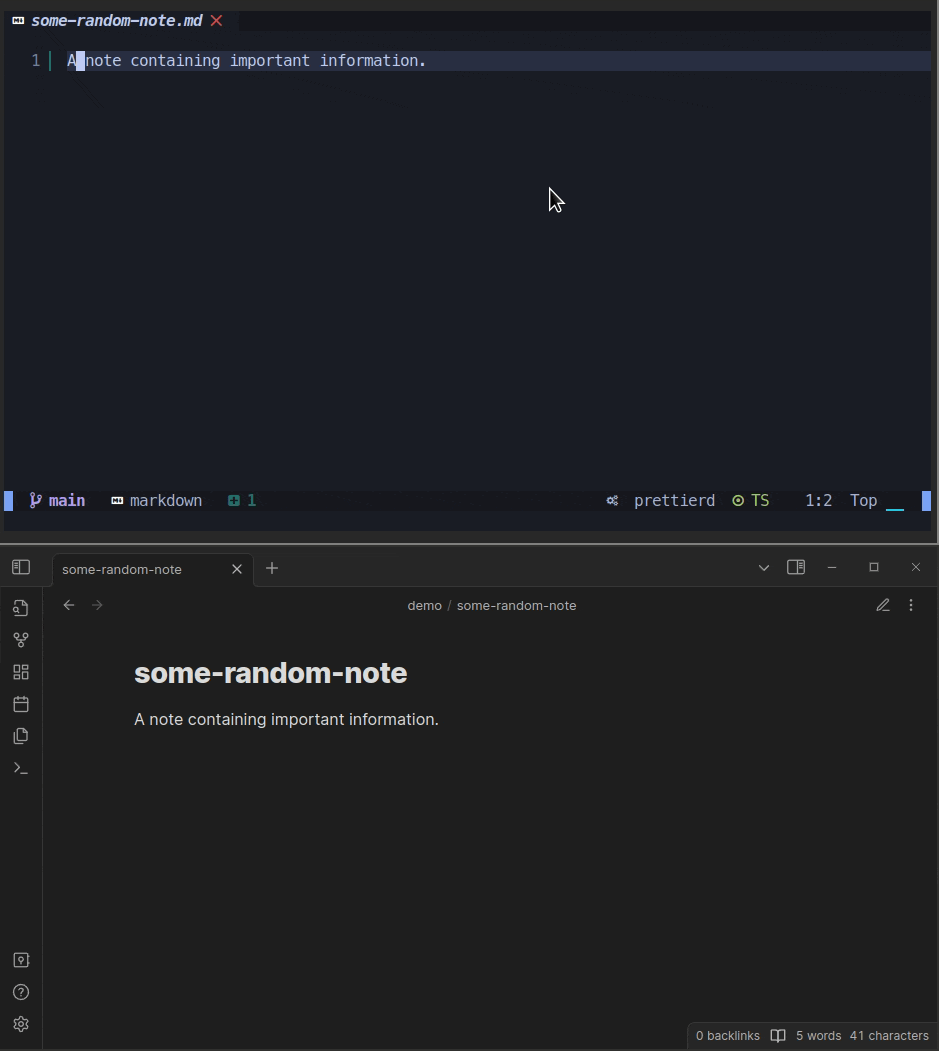 some-random-note.md
1 A note containing important information.
main markdown 1 prettierd TS 1:2 Top
some-random-note
demo / some-random-note
some-random-note
A note containing important information.
0 backlinks 5 words 41 characters